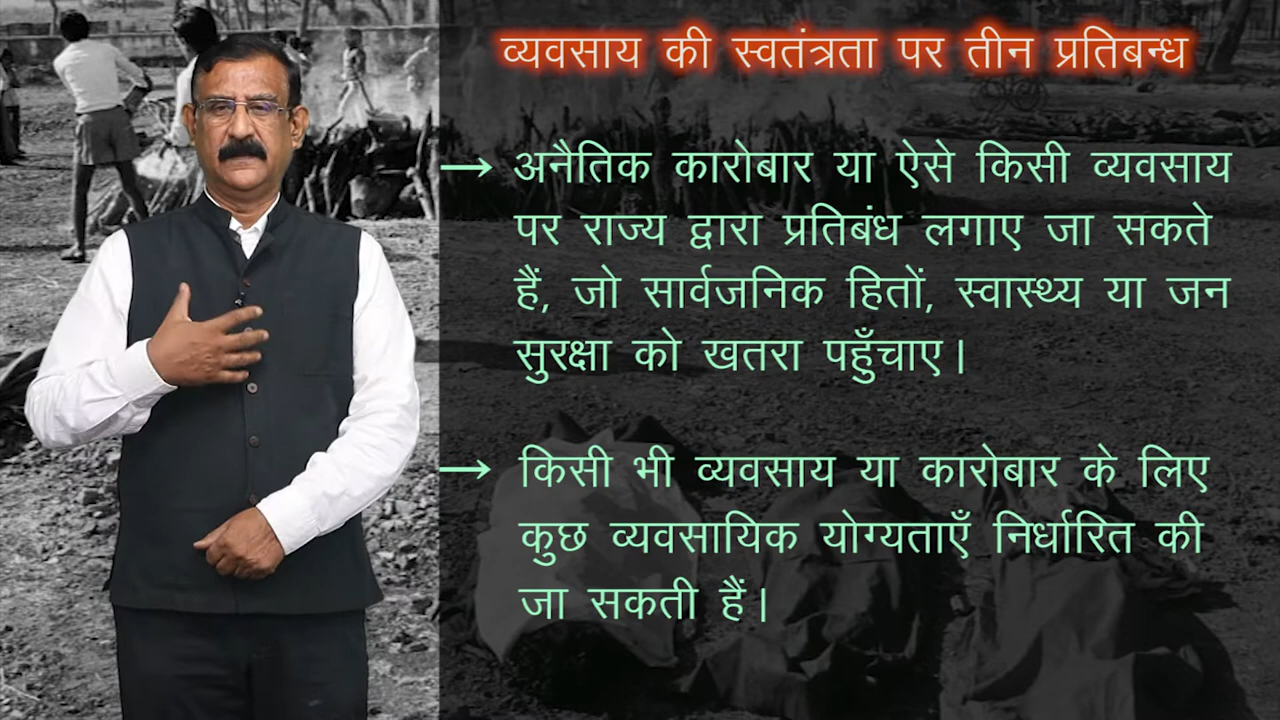 व्यवसाय की स्वतंत्रता पर तीन प्रतिबन्ध
→ अनैतिक कारोबार या ऐसे किसी व्यवसाय
पर राज्य द्वारा प्रतिबंध लगाए जा सकते
हैं, जो सार्वजनिक हितों, स्वास्थ्य या जन
सुरक्षा को खतरा पहुँचाए।
→ किसी भी व्यवसाय या कारोबार के लिए
कुछ व्यवसायिक योग्यताएँ निर्धारित की
जा सकती हैं।